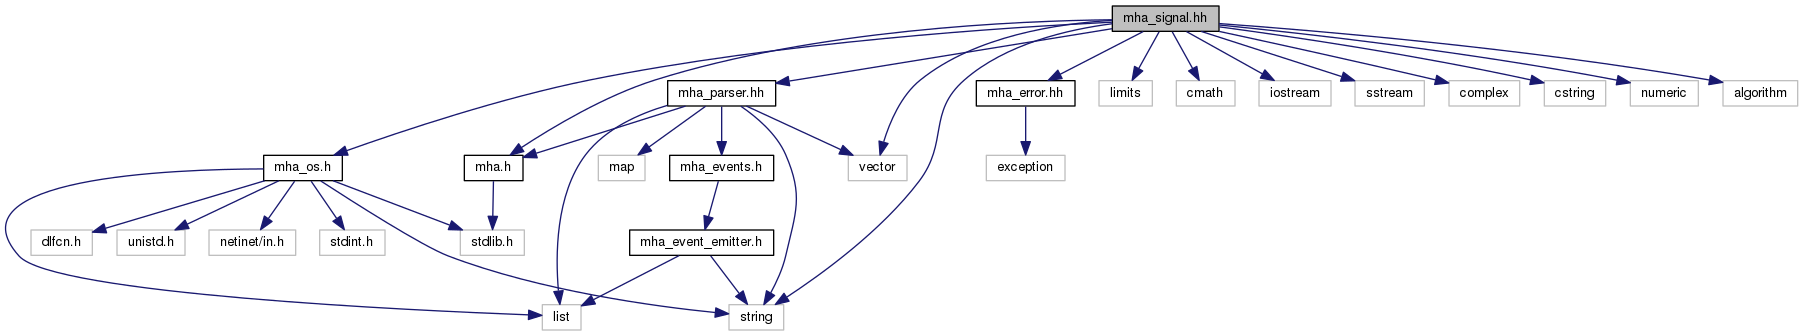 mha_signal.hh
mha_parser.hh
mha_error.hh
limits
cmath
iostream
sstream
complex
cstring
numeric
algorithm
mha_os.h
mha.h
map
mha_events.h
vector
exception
dlfcn.h
unistd.h
netinet/in.h
stdint.h
stdlib.h
mha_event_emitter.h
list
string